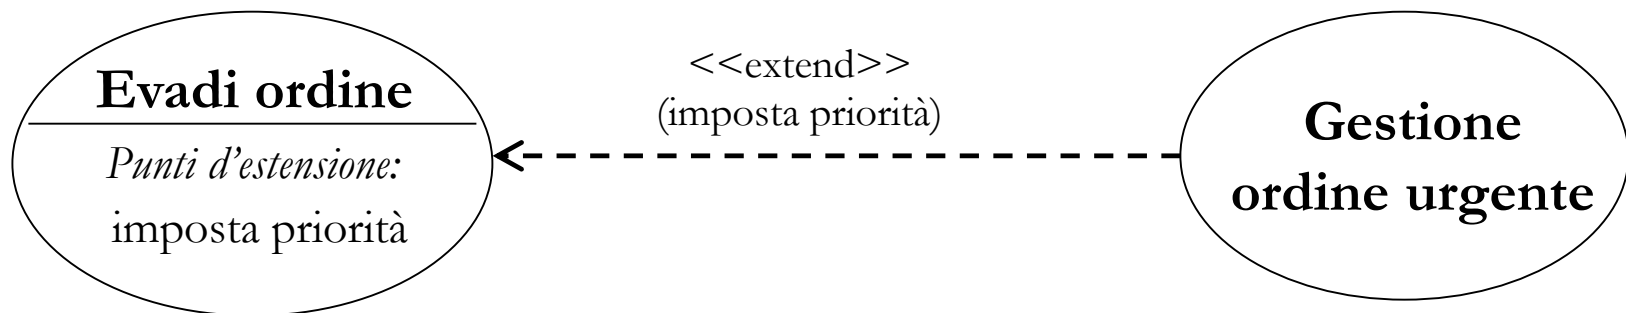 Evadi ordine
Punti d’estensione:
imposta priorità
<<extend>>
(imposta priorità)
Gestione
ordine urgente